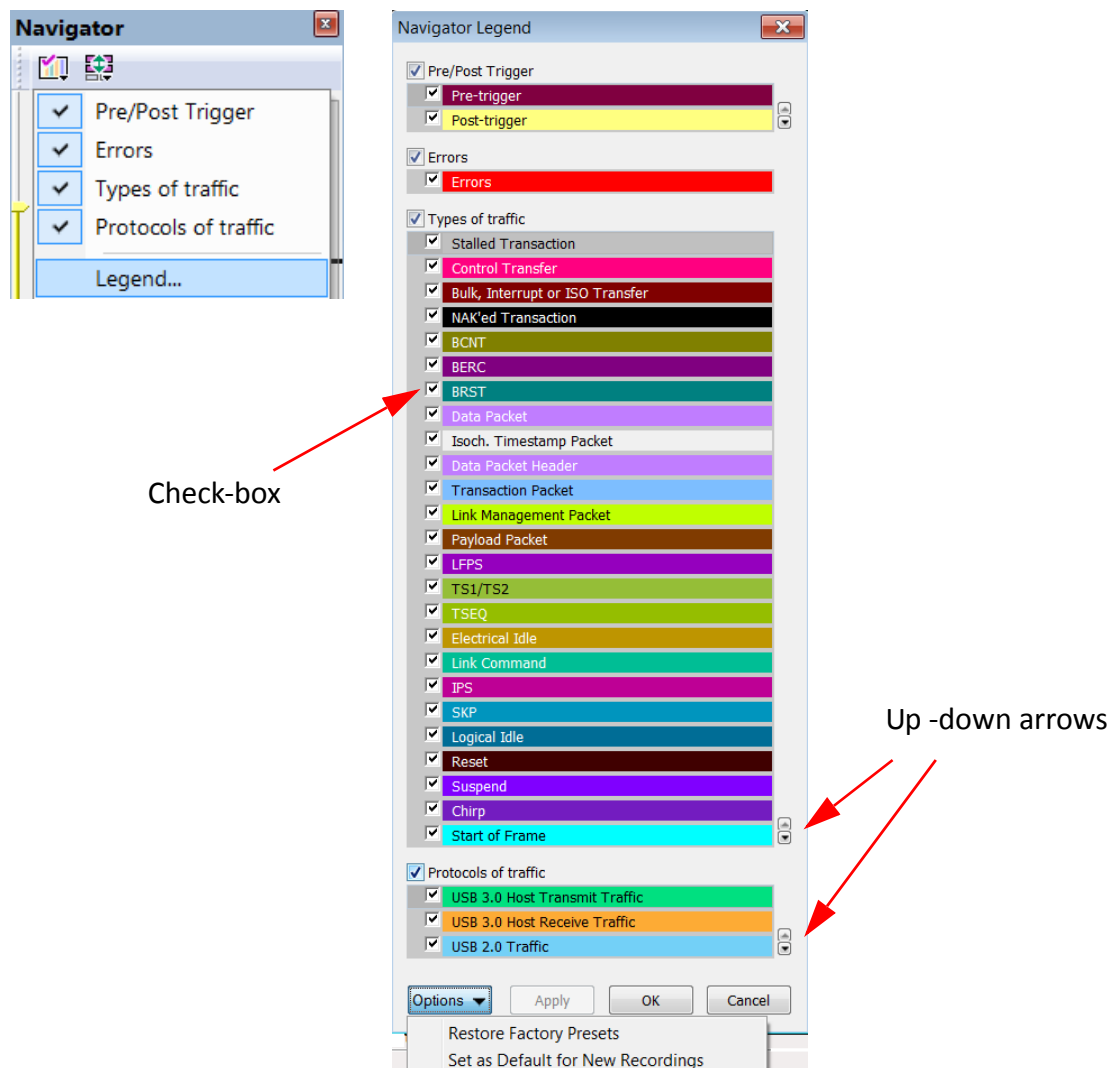 Navigator
Pre/Post Trigger
Errors
Types of traffic
Protocols of traffic
Legend...
Navigator Legend
Pre/Post Trigger
Pre-trigger
Post-trigger
Errors
Errors
Types of traffic
Stalled Transaction
Control Transfer
Bulk, Interrupt or ISO Transfer
NAK'ed Transaction
BCNT
BERC
BRST
Data Packet
Isoch. Timestamp Packet
Data Packet Header
Transaction Packet
Link Management Packet
Payload Packet
LFPS
TS1/TS2
TSEQ
Electrical Idle
Link Command
IPS
SKP
Logical Idle
Reset
Suspend
Chirp
Start of Frame
Protocols of traffic
USB 3.0 Host Transmit Traffic
USB 3.0 Host Receive Traffic
USB 2.0 Traffic
Options
Apply
OK
Cancel
Restore Factory Presets
Set as Default for New Recordings
Check-box
Up -down arrows